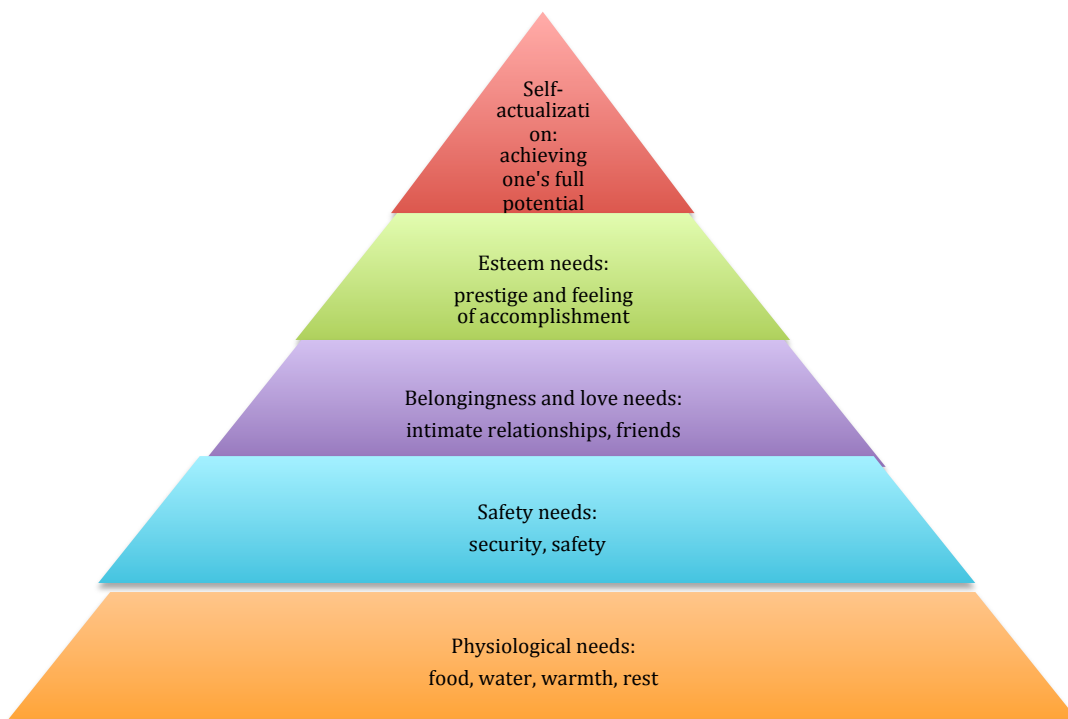 Self-
actualizati
on:
achieving
one's full
potential
Esteem needs:
prestige and feeling
of accomplishment
Belongingness and love needs:
intimate relationships, friends
Safety needs:
security, safety
Physiological needs:
food, water, warmth, rest